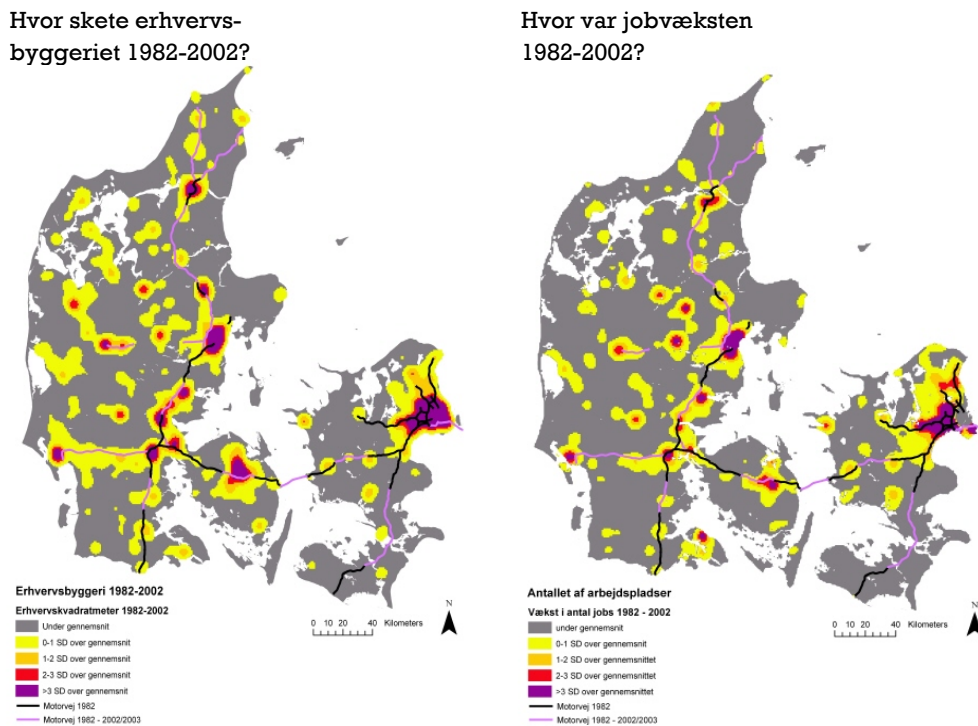 Hvor skete erhvervs-
byggeriet 1982-2002?
Erhvervsbyggeri 1982-2002
Erhvervskvadratmeter 1982-2002
Under gennemsnit
0-1 SD over gennemsnit
1-2 SD over gennemsnit
2-3 SD over gennemsnit
>3 SD over gennemsnit
Motorvej 1982
Motorvej 1982 - 2002/2003
0 10 20 40 Kilometers
N
Hvor var jobvæksten
1982-2002?
Antallet af arbejdspladser
Vækst i antal jobs 1982 - 2002
under gennemsnit
0-1 SD over gennemsnittet
1-2 SD over gennemsnittet
2-3 SD over gennemsnittet
>3 SD over gennemsnittet
Motorvej 1982
Motorvej 1982 - 2002/2003
0 10 20 40 Kilometers
N